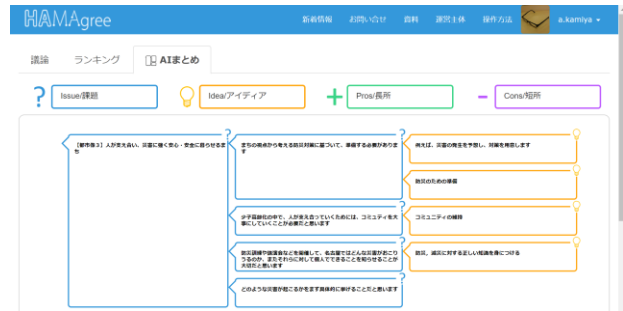 HAMAgree
新着情報 お問い合せ 資料 運営主体 操作方法 a.kamiya
議論 ランキング AIまとめ
? Issue/課題 Idea/アイディア + Pros/長所 - Cons/短所
【都市像2】人が支え合い、災害に強く安心・安全に暮らせるま
ち
まちの視点から考える防災対策に基づいて、準備する必要がありま
す
例えば、災害の発生を予想し、対策を用意します
防災のための準備
少子高齢化の中で、人が支え合っていくためには、コミュティを大
事にしていくことが必要だと思います
コミュニティの維持
防災訓練や講演会などを開催して、名古屋ではどんな災害がおこり
うるのか、またそれらに対して個人でできることを知らせることが
大切だと思います
防災、減災に対する正しい知識を身につける
どのような災害が起こるかをまず具体的に挙げることだと思います